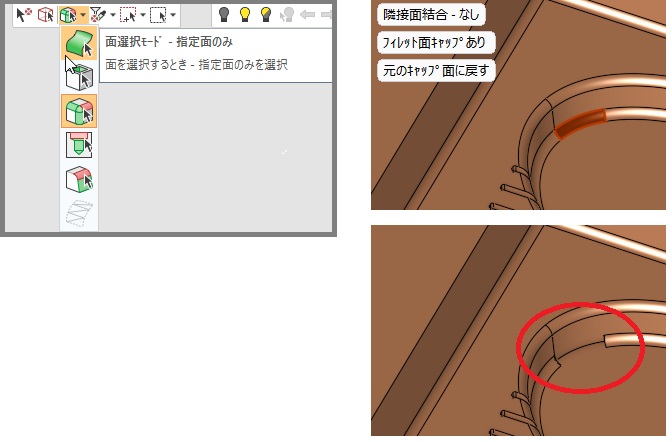 面選択ﾓｰﾄﾞ - 指定面のみ
面を選択するとき - 指定面のみを選択
隣接面結合 - なし
フィレット面ｷｬｯﾌﾟあり
元のｷｬｯﾌﾟ面に戻す